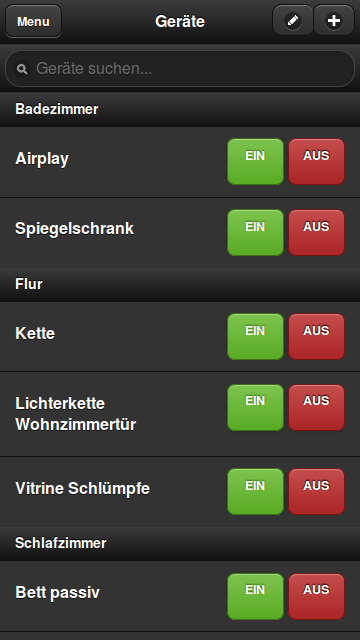 Menu
Geräte
Geräte suchen...
Badezimmer
Airplay
EIN
AUS
Spiegelschrank
EIN
AUS
Flur
Kette
EIN
AUS
Lichterkette
Wohnzimmertür
EIN
AUS
Vitrine Schlümpfe
EIN
AUS
Schlafzimmer
Bett passiv
EIN
AUS